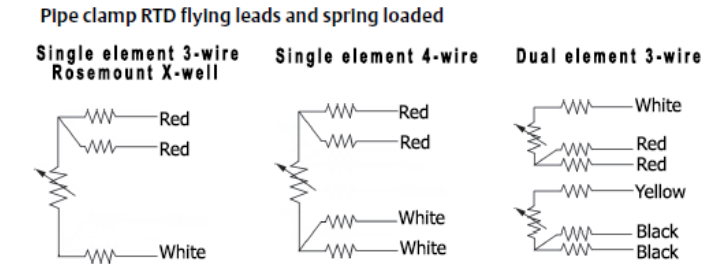 Pipe clamp RTD flying leads and spring loaded
Single element 3-wire
Rosemount X-well
Red
Red
White
Single element 4-wire
Red
Red
White
White
Dual element 3-wire
White
Red
Red
Yellow
Black
Black